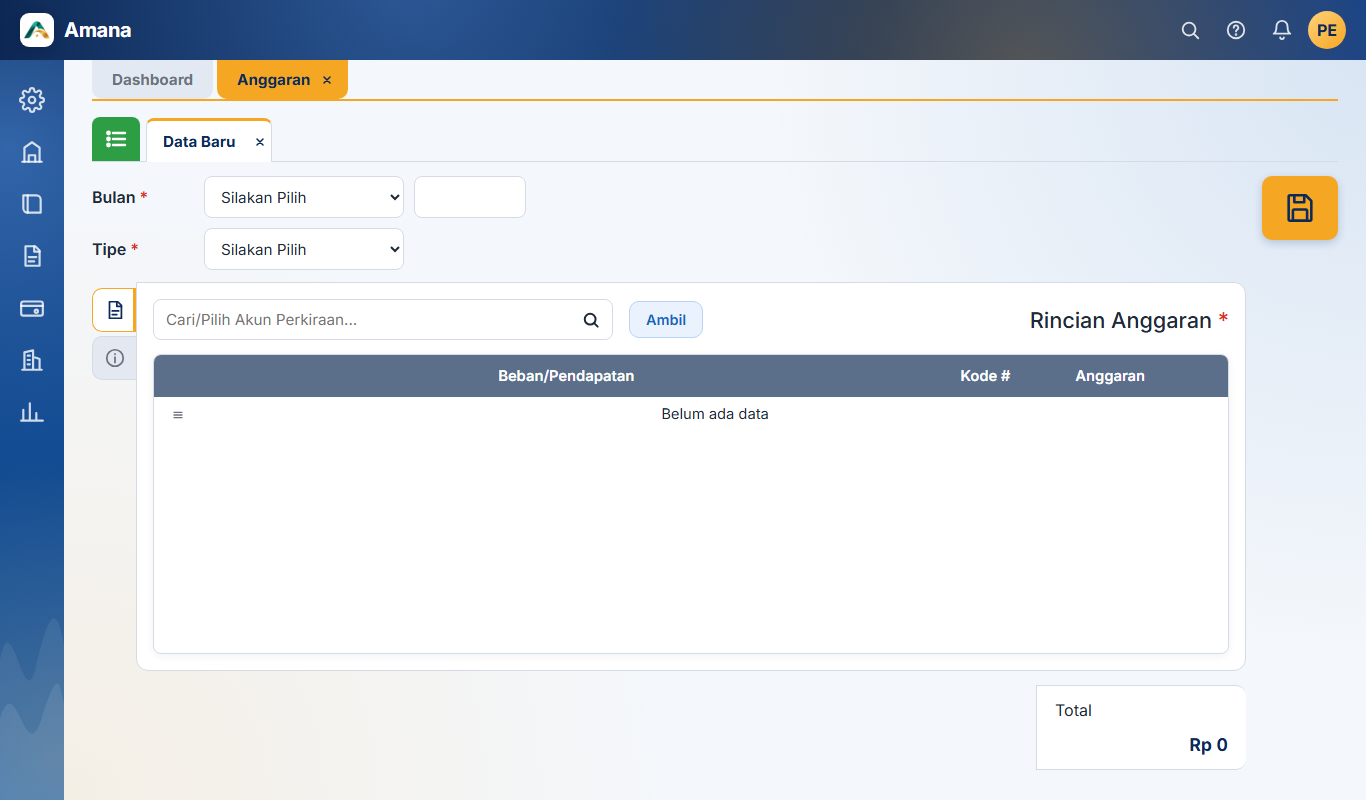 Amana
PE
Dashboard
Anggaran ×
Data Baru ×
Bulan * Silakan Pilih
Tipe * Silakan Pilih
Cari/Pilih Akun Perkiraan... Ambil Rincian Anggaran *
Beban/Pendapatan Kode # Anggaran
Belum ada data
Total
Rp 0